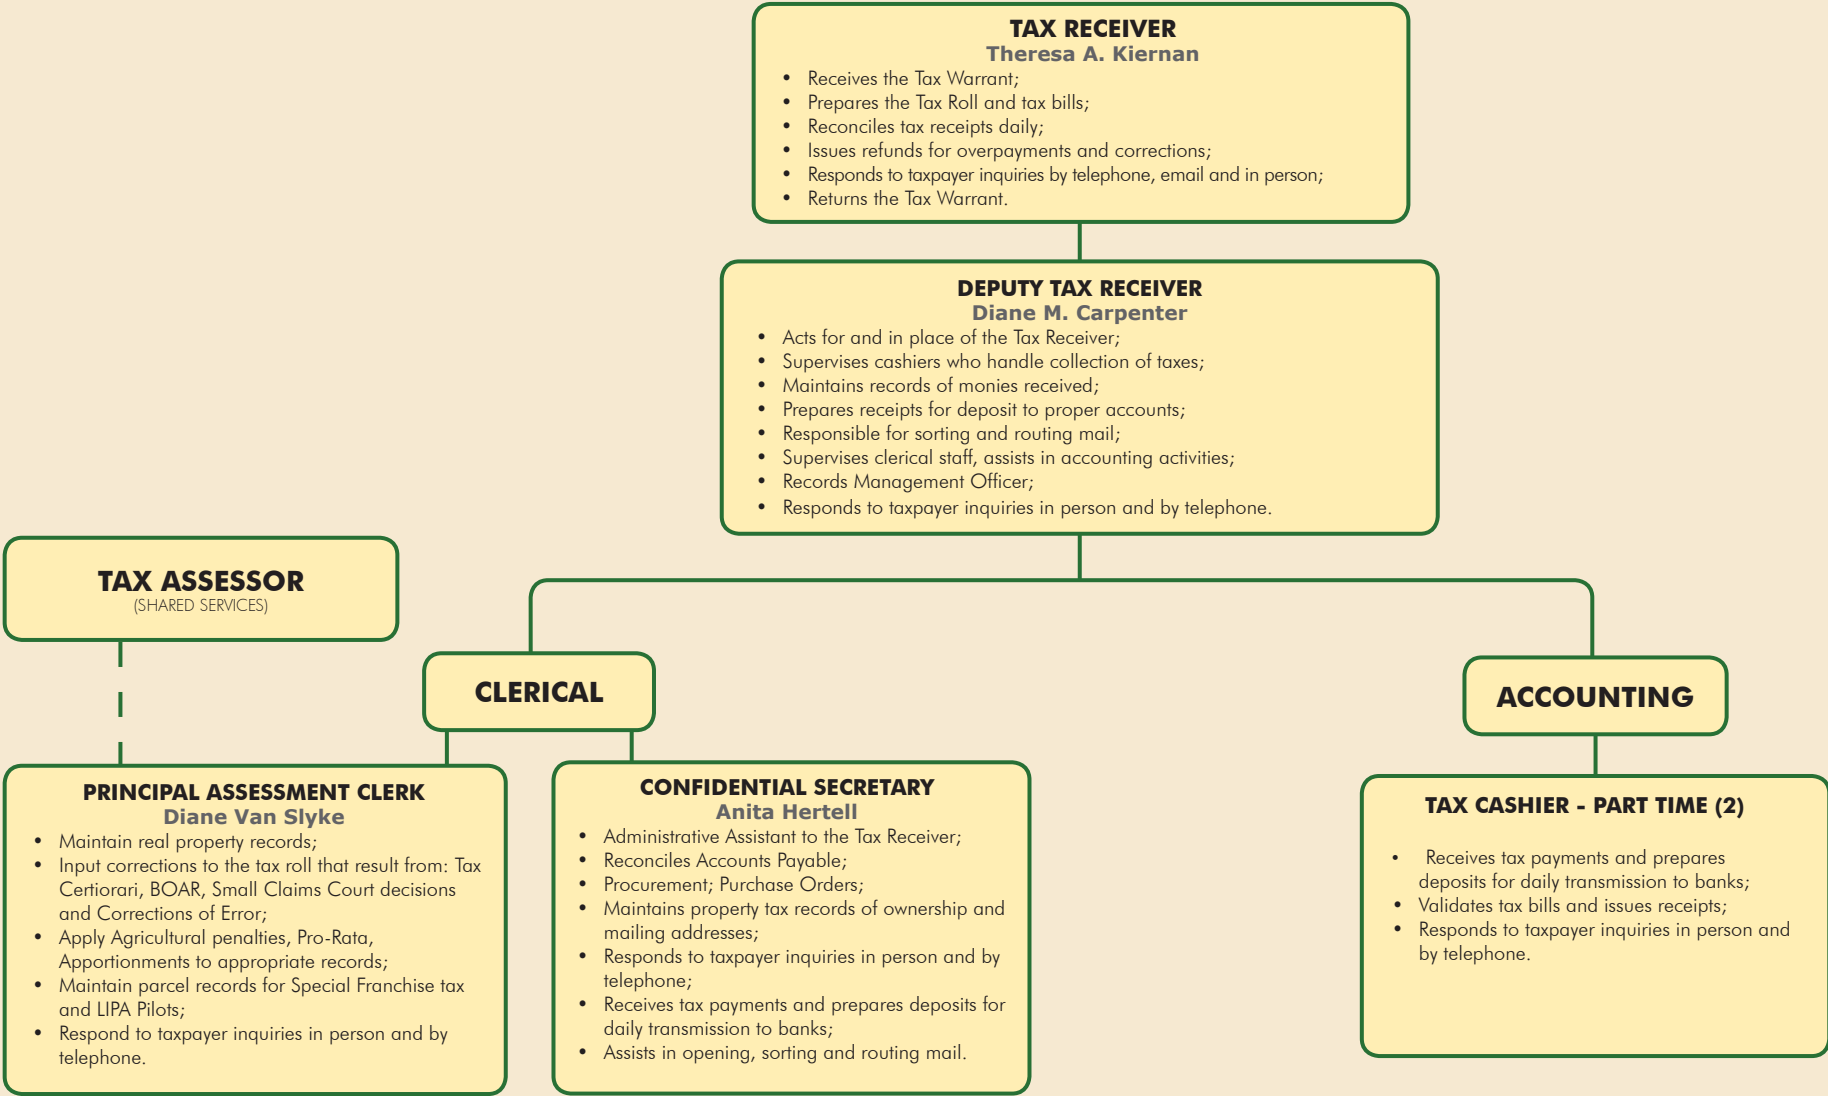 TAX RECEIVER
Theresa A. Kiernan
• Receives the Tax Warrant;
• Prepares the Tax Roll and tax bills;
• Reconciles tax receipts daily;
• Issues refunds for overpayments and corrections;
• Responds to taxpayer inquiries by telephone, email and in person;
• Returns the Tax Warrant.
DEPUTY TAX RECEIVER
Diane M. Carpenter
• Acts for and in place of the Tax Receiver;
• Supervises cashiers who handle collection of taxes;
• Maintains records of monies received;
• Prepares receipts for deposit to proper accounts;
• Responsible for sorting and routing mail;
• Supervises clerical staff, assists in accounting activities;
• Records Management Officer;
• Responds to taxpayer inquiries in person and by telephone.
TAX ASSESSOR
(SHARED SERVICES)
CLERICAL
ACCOUNTING
PRINCIPAL ASSESSMENT CLERK
Diane Van Slyke
• Maintain real property records;
• Input corrections to the tax roll that result from: Tax
Certiorari, BOAR, Small Claims Court decisions
and Corrections of Error;
• Apply Agricultural penalties, Pro-Rata,
Apportionments to appropriate records;
• Maintain parcel records for Special Franchise tax
and LIPA Pilots;
• Respond to taxpayer inquiries in person and by
telephone.
CONFIDENTIAL SECRETARY
Anita Hertell
• Administrative Assistant to the Tax Receiver;
• Reconciles Accounts Payable;
• Procurement; Purchase Orders;
• Maintains property tax records of ownership and
mailing addresses;
• Responds to taxpayer inquiries in person and by
telephone;
• Receives tax payments and prepares deposits for
daily transmission to banks;
• Assists in opening, sorting and routing mail.
TAX CASHIER - PART TIME (2)
• Receives tax payments and prepares
deposits for daily transmission to banks;
• Validates tax bills and issues receipts;
• Responds to taxpayer inquiries in person and
by telephone.